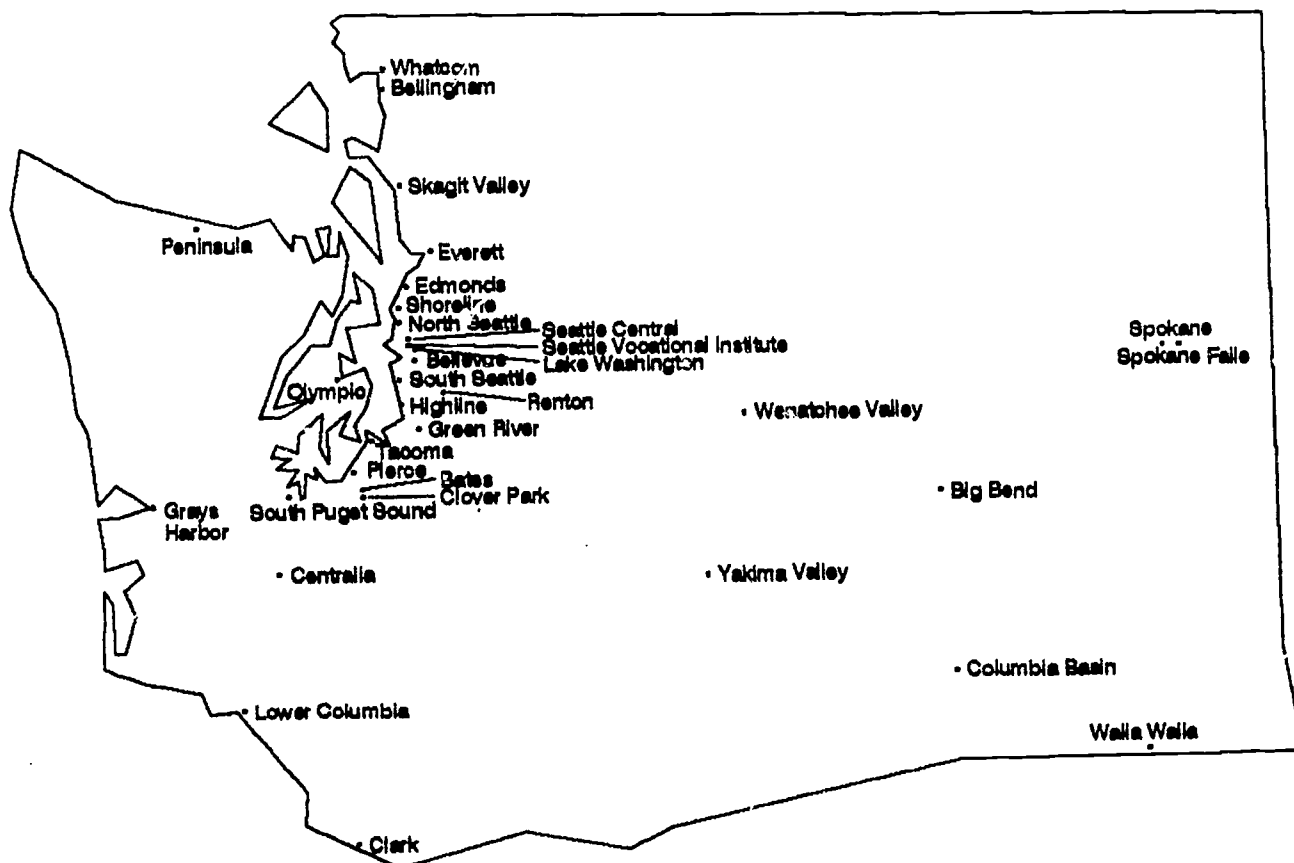 Whatcom
Bellingham
Skagit Valley
Peninsula
Everett
Edmonds
Shoreline
North Seattle
Seattle Central
Seattle Vocational Institute
Spokane
Spokane Falls
Bellevue
Lake Washington
Olympic
South Seattle
Highline
Renton
Wenatchee Valley
Green River
Tacoma
Pierce
Bates
Clover Park
Big Bend
South Puget Sound
Grays
Harbor
Centralia
Yakima Valley
Columbia Basin
Lower Columbia
Walla Walla
Clark